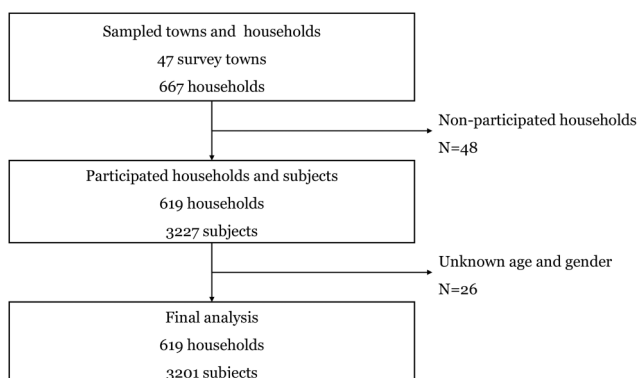 Sampled towns and households
47 survey towns
667 households
Non-participated households
N=48
Participated households and subjects
619 households
3227 subjects
Unknown age and gender
N=26
Final analysis
619 households
3201 subjects